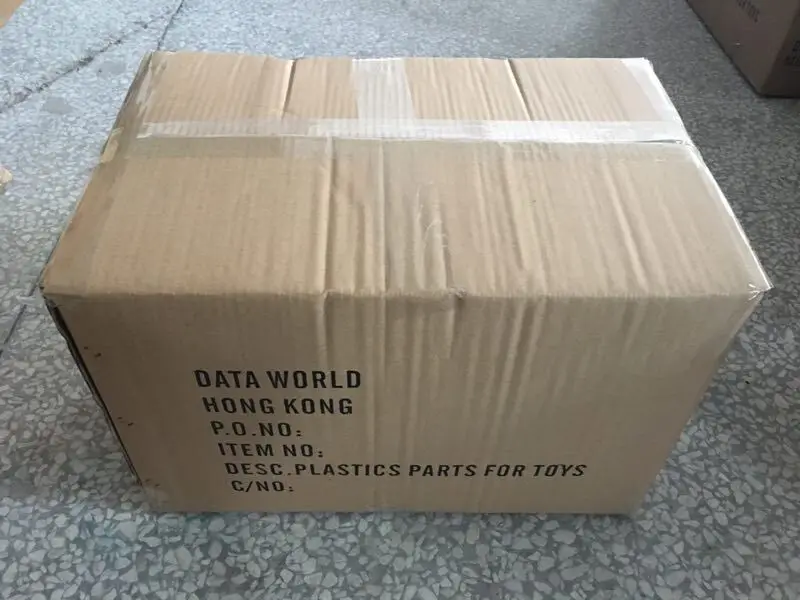 DATA WORLD
HONG KONG
P.O.NO:
ITEM NO:
DESC.PLASTICS PARTS FOR TOYS
C/NO: